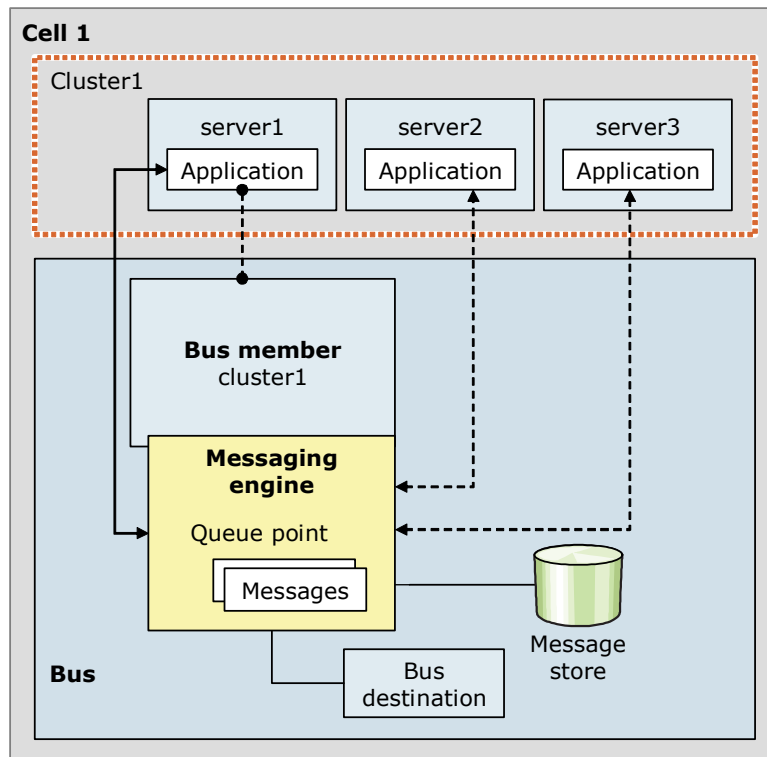 Cell 1
Cluster1
server1
server2
server3
Application
Application
Application
Bus member
cluster1
Messaging
engine
Queue point
Messages
Message
store
Bus
Bus
destination